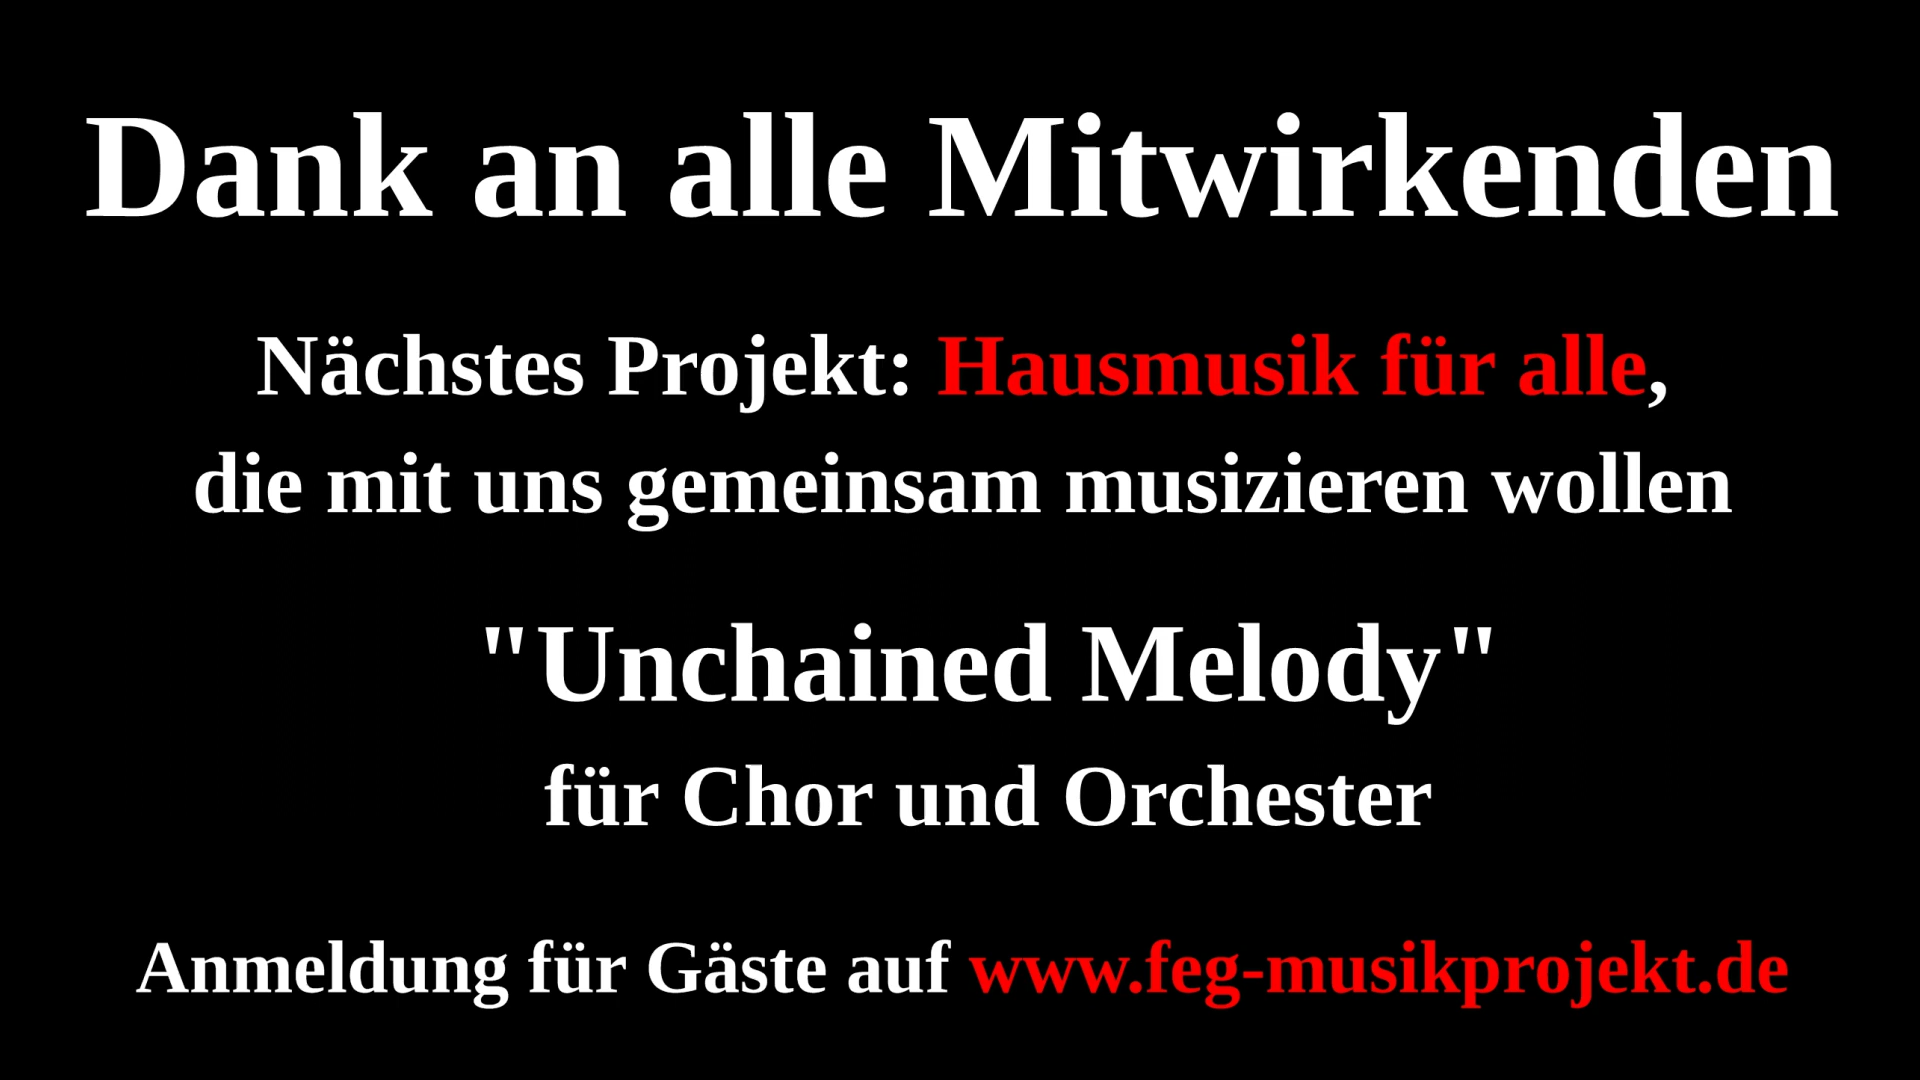 Dank an alle Mitwirkenden
Nächstes Projekt: Hausmusik für alle,
die mit uns gemeinsam musizieren wollen
"Unchained Melody"
für Chor und Orchester
Anmeldung für Gäste auf www.feg-musikprojekt.de